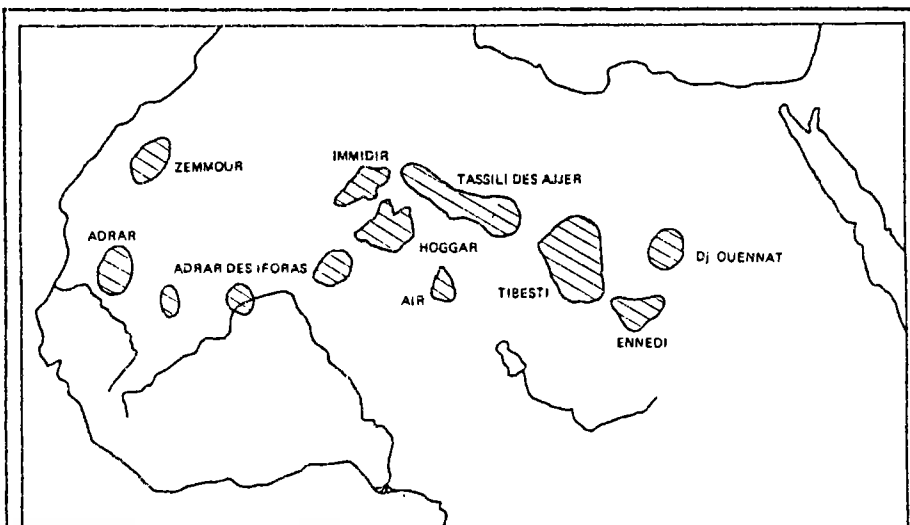 IMMIDIR
ZEMMOUR
TASSILI DES AJJER
ADRAR
HOGGAR
Dj OUENNAT
ADRAR DES IFORAS
AIR
TIBESTI
ENNEDI